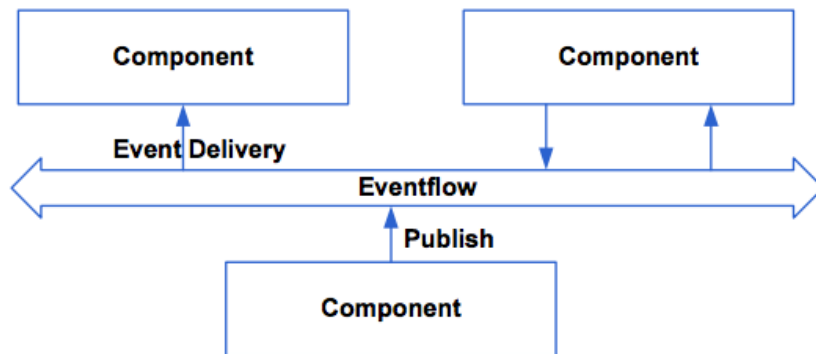 Component
Component
Event Delivery
Eventflow
Publish
Component